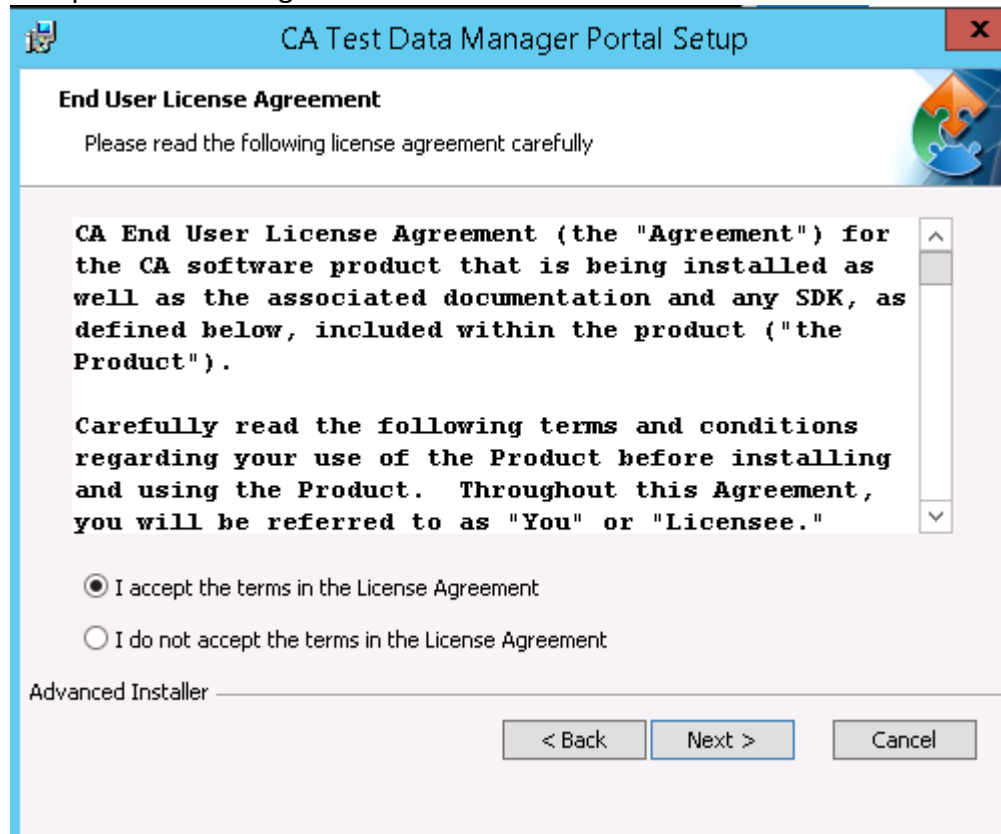 CA Test Data Manager Portal Setup
x
End User License Agreement
Please read the following license agreement carefully
CA End User License Agreement (the "Agreement") for
the CA software product that is being installed as
well as the associated documentation and any SDK, as
defined below, included within the product ("the
Product").
Carefully read the following terms and conditions
regarding your use of the Product before installing
and using the Product.  Throughout this Agreement,
you will be referred to as "You" or "Licensee."
I accept the terms in the License Agreement
I do not accept the terms in the License Agreement
Advanced Installer
< Back Next > Cancel